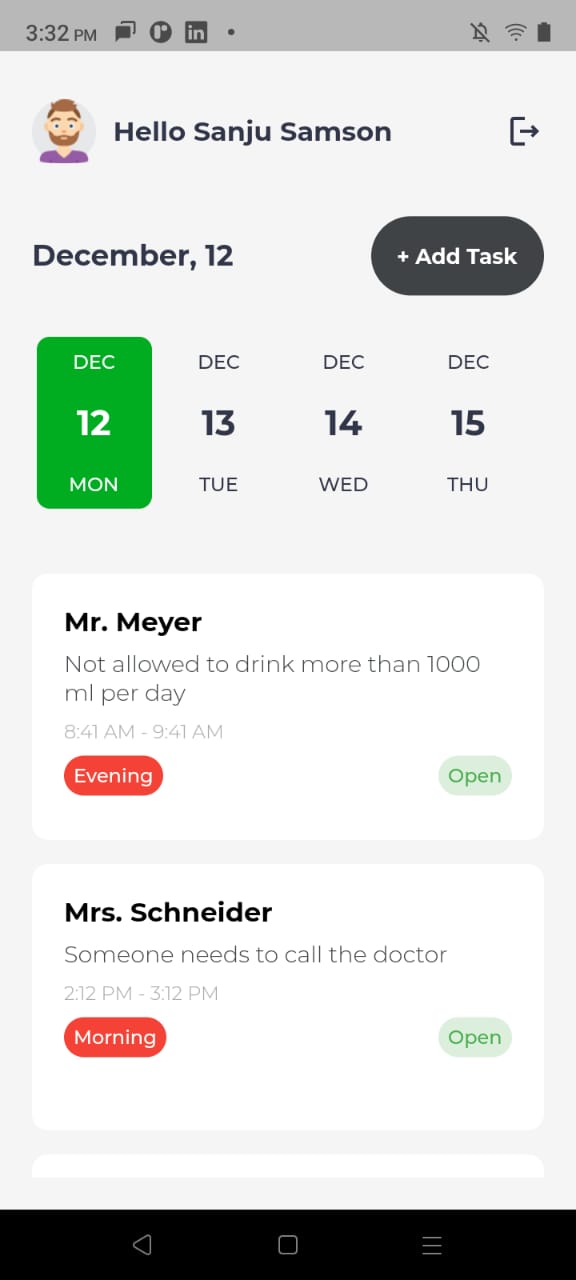 3:32 PM
Hello Sanju Samson
December, 12
+ Add Task
DEC DEC DEC DEC
12 13 14 15
MON TUE WED THU
Mr. Meyer
Not allowed to drink more than 1000
ml per day
8:41 AM - 9:41 AM
Evening Open
Mrs. Schneider
Someone needs to call the doctor
2:12 PM - 3:12 PM
Morning Open